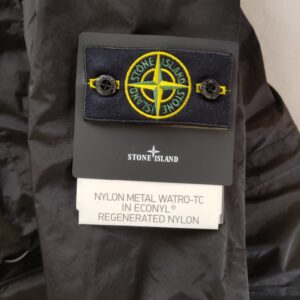 STONE ISLAND
STONE ISLAND
STONE ISLAND
NYLON METAL WATRO-TC
IN ECONYL®
REGENERATED NYLON